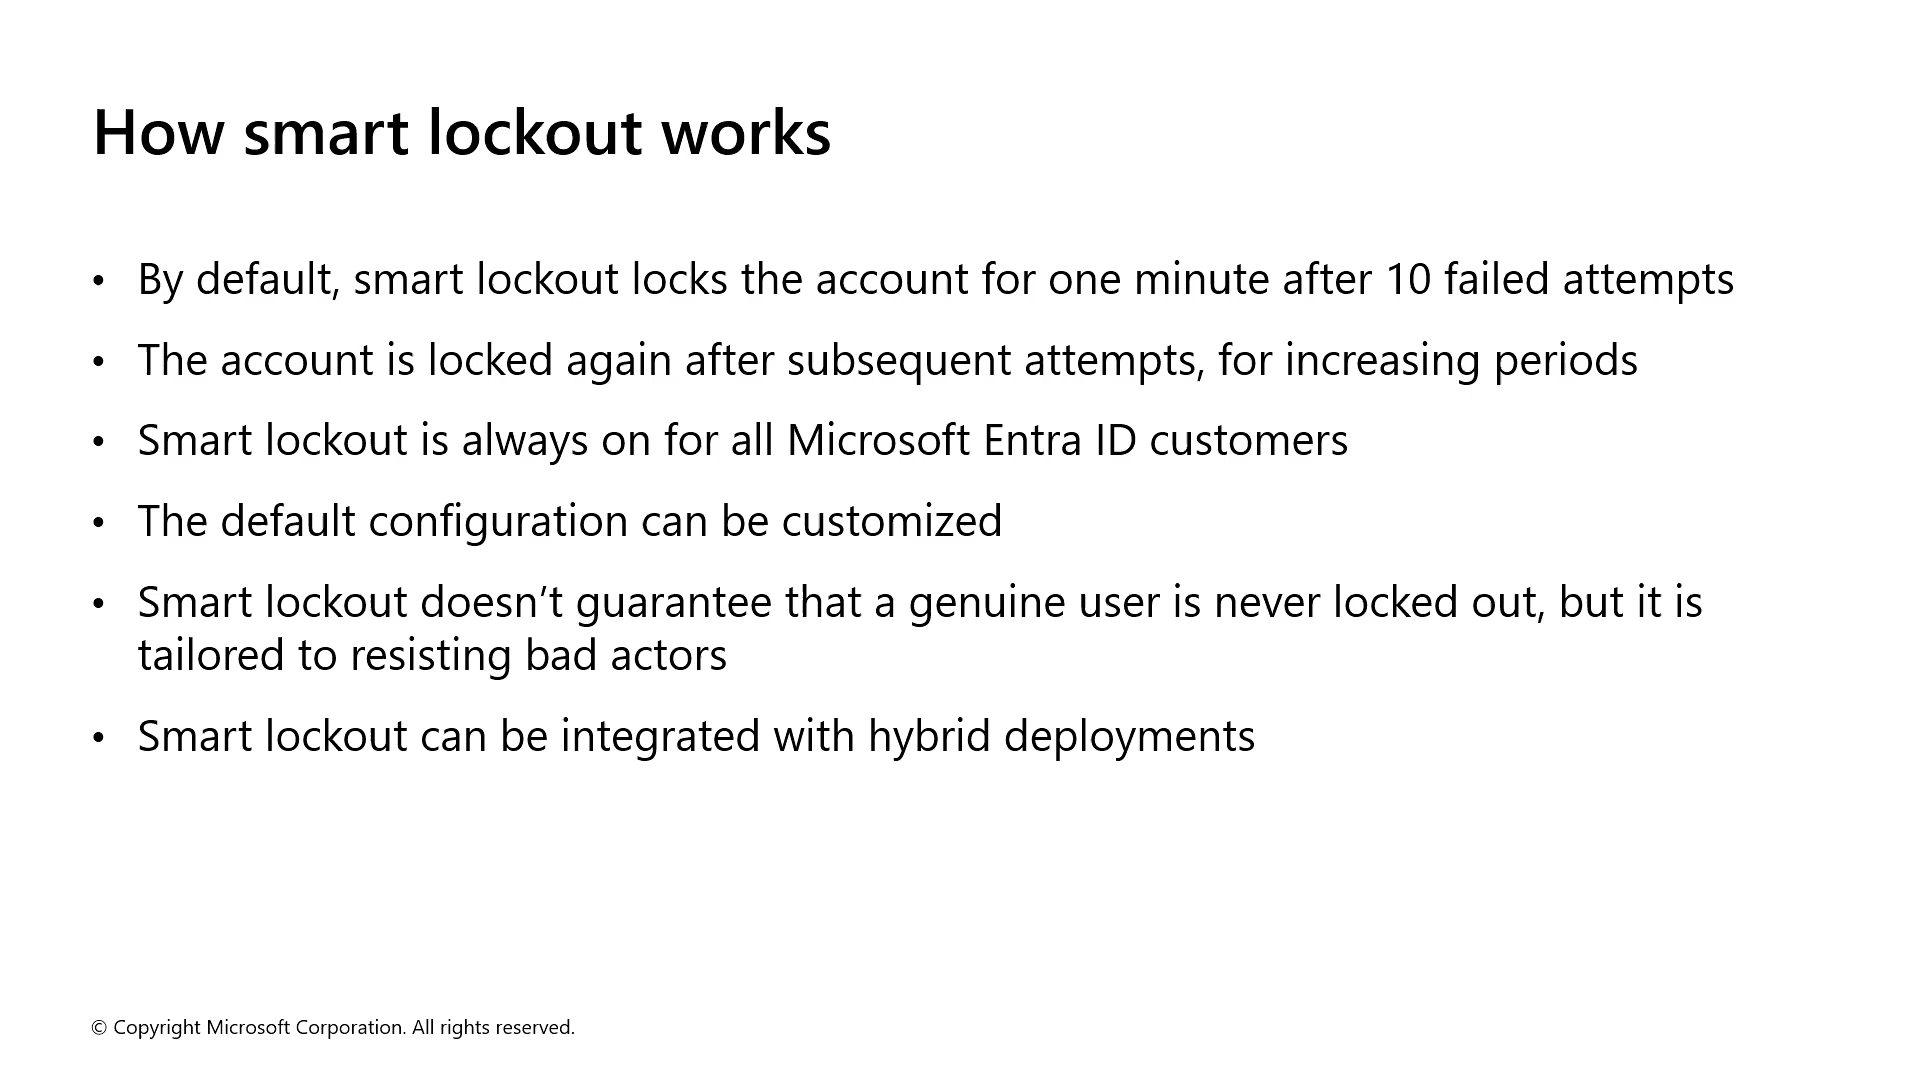 How smart lockout works
• By default, smart lockout locks the account for one minute after 10 failed attempts
• The account is locked again after subsequent attempts, for increasing periods
• Smart lockout is always on for all Microsoft Entra ID customers
• The default configuration can be customized
• Smart lockout doesn’t guarantee that a genuine user is never locked out, but it is
tailored to resisting bad actors
• Smart lockout can be integrated with hybrid deployments
© Copyright Microsoft Corporation. All rights reserved.